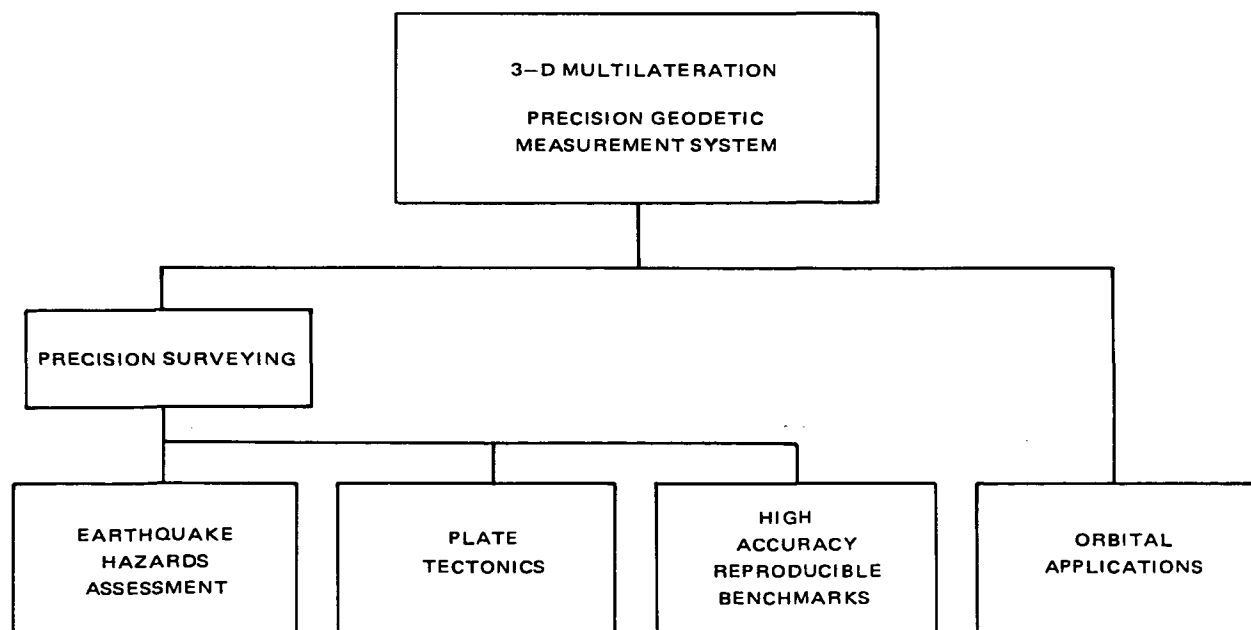 3-D MULTILATERATION
PRECISION GEODETIC
MEASUREMENT SYSTEM
PRECISION SURVEYING
EARTHQUAKE
HAZARDS
ASSESSMENT
PLATE
TECTONICS
HIGH
ACCURACY
REPRODUCIBLE
BENCHMARKS
ORBITAL
APPLICATIONS